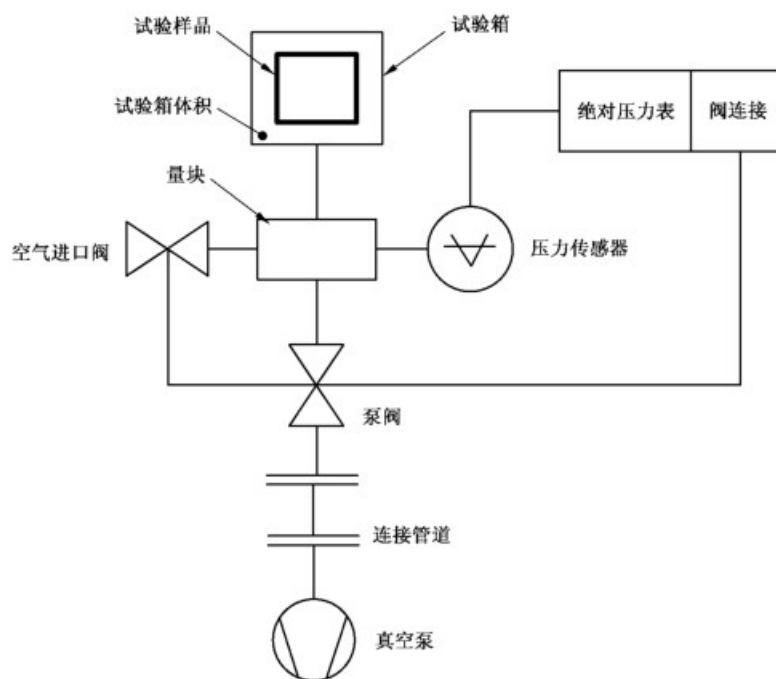 试验样品
试验箱
试验箱体积
绝对压力表
阀连接
量块
空气进口阀
压力传感器
泵阀
连接管道
真空泵